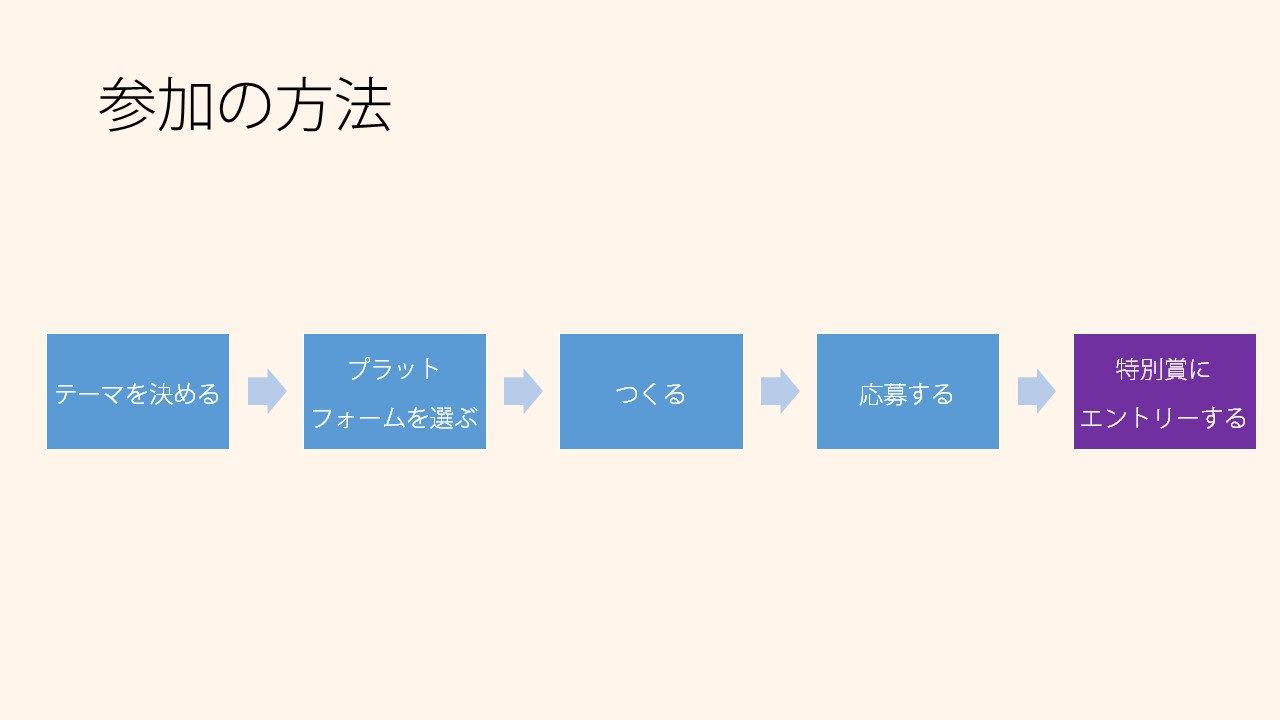 参加の方法
テーマを決める
プラット
フォームを選ぶ
つくる
応募する
特別賞に
エントリーする